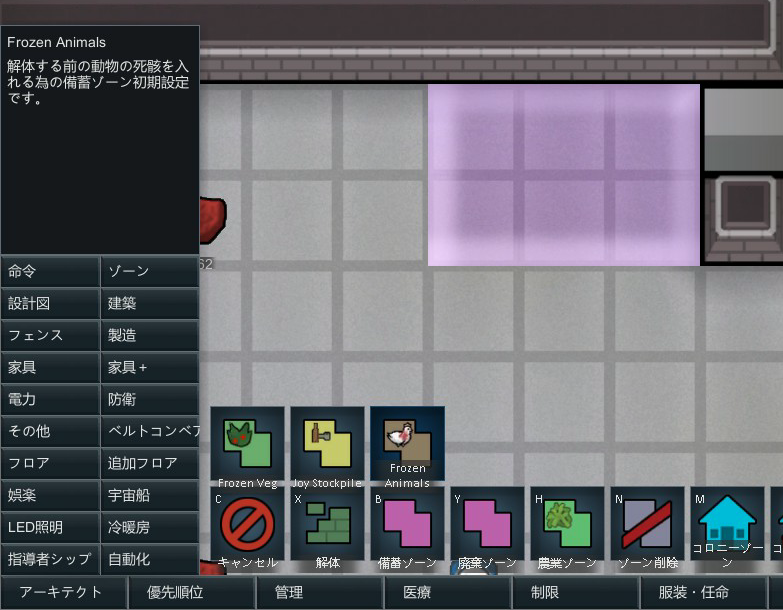 Frozen Animals
解体する前の動物の死骸を入
れる為の備蓄ゾーン初期設定
です。
62
命令
ゾーン
設計図
建築
フェンス
製造
家具
家具+
電力
防衛
その他
ベルトコンベア
フロア
追加フロア
娯楽
宇宙船
LED照明
冷暖房
指導者シップ
自動化
Frozen Veg
Joy Stockpile
Frozen
Animals
C
キャンセル
X
解体
B
備蓄ゾーン
Y
廃棄ゾーン
H
農業ゾーン
N
ゾーン削除
M
コロニーゾー
ン
アーキテクト
優先順位
管理
医療
制限
服装・任命